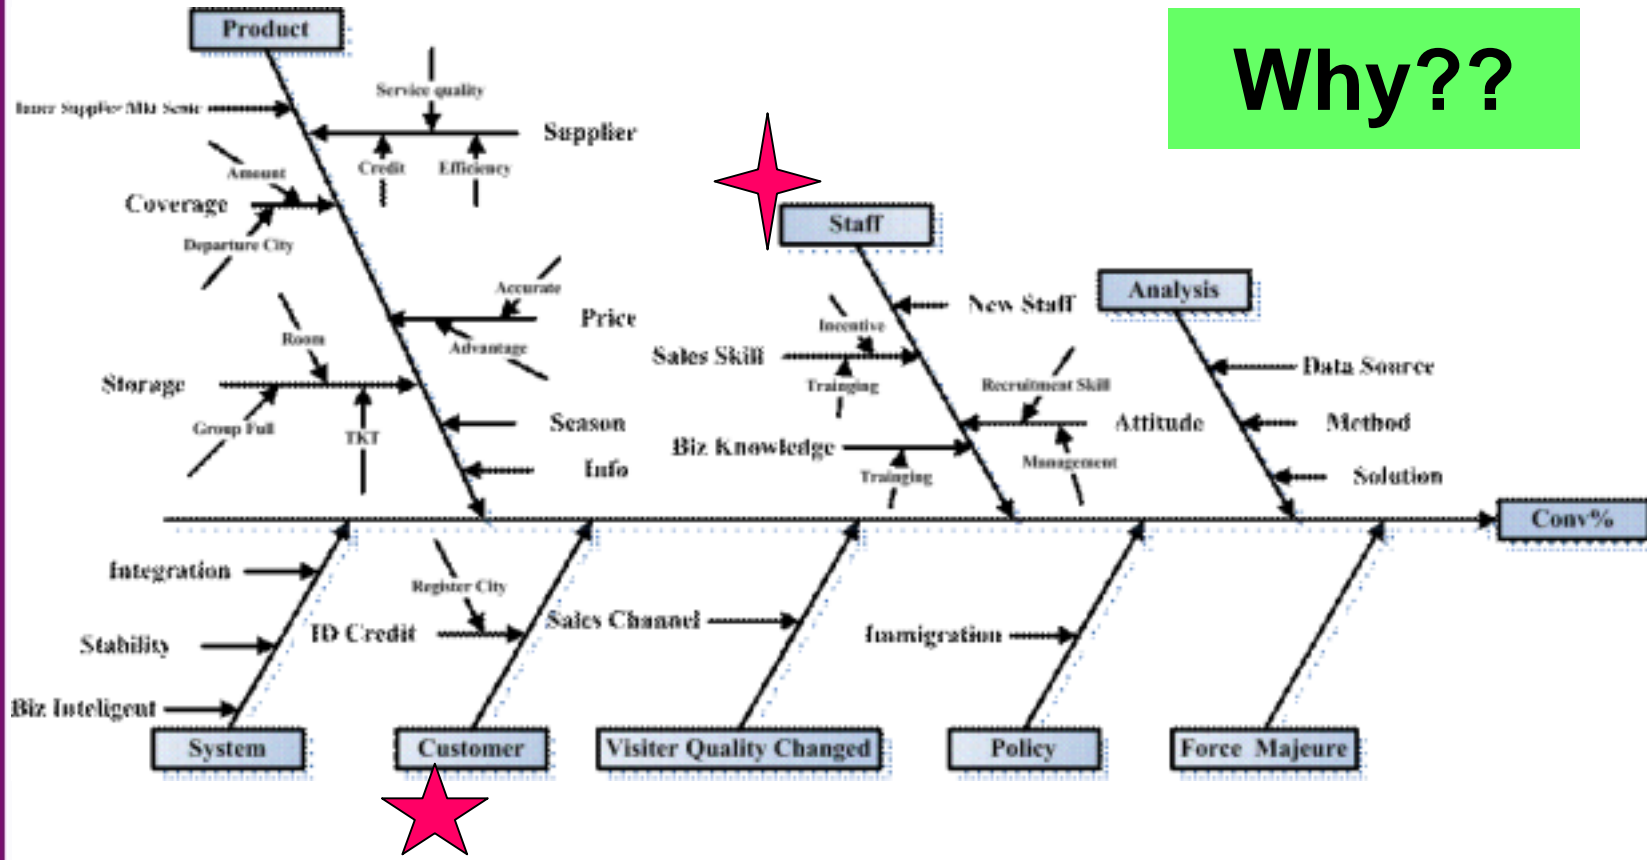 Product
Why??
Service quality
Supplier
Credit
Efficiency
Amount
Coverage
Departure City
Staff
Accurate
Price
Advantage
Room
Storage
Group Full
TKT
Season
Info
New Staff
Incentive
Sales Skill
Trainging
Recruitment Skill
Attitude
Biz Knowledge
Management
Trainging
Analysis
Data Source
Method
Solution
Conv%
Integration
Register City
ID Credit
Sales Channel
Immigration
Stability
Biz Inteligent
System
Customer
Visiter Quality Changed
Policy
Force Majeure